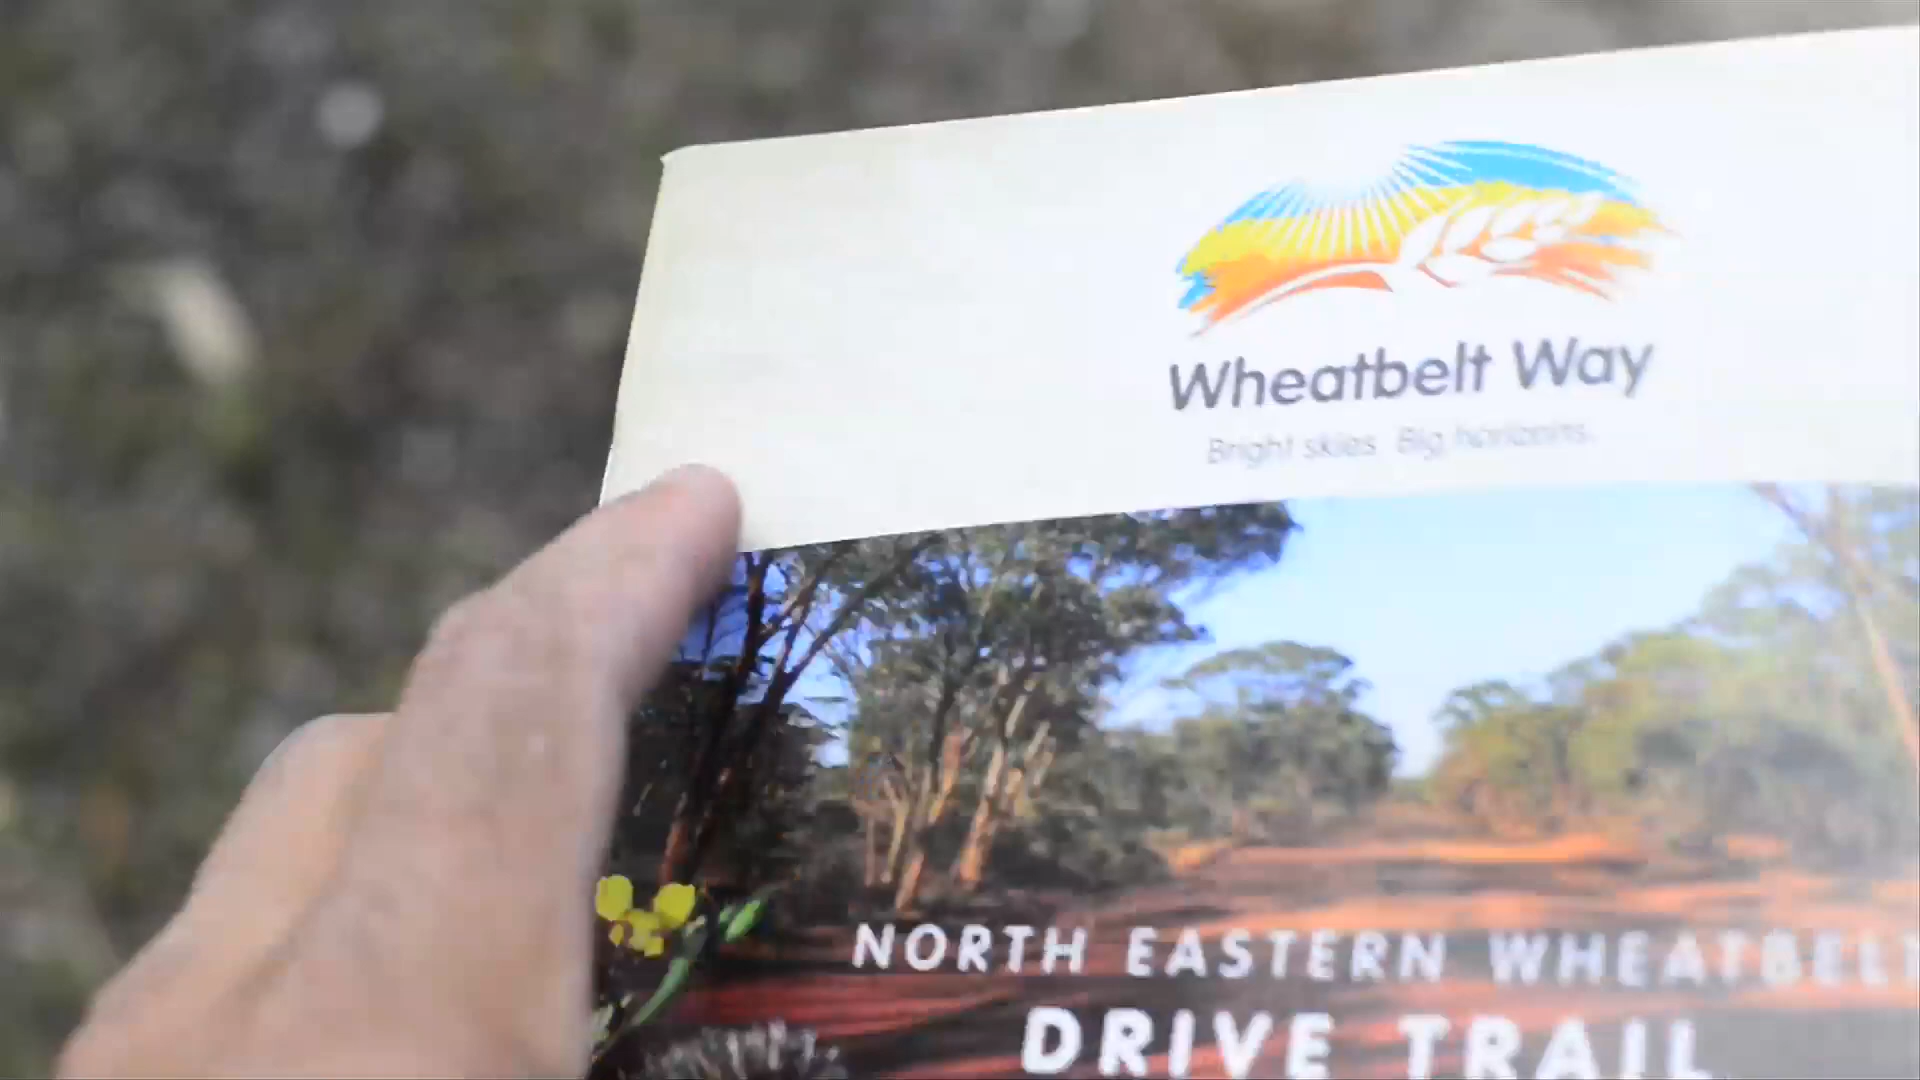 Wheatbelt Way
Bright skies. Big horizons.
NORTH EASTERN WHEATBELT
DRIVE TRAIL